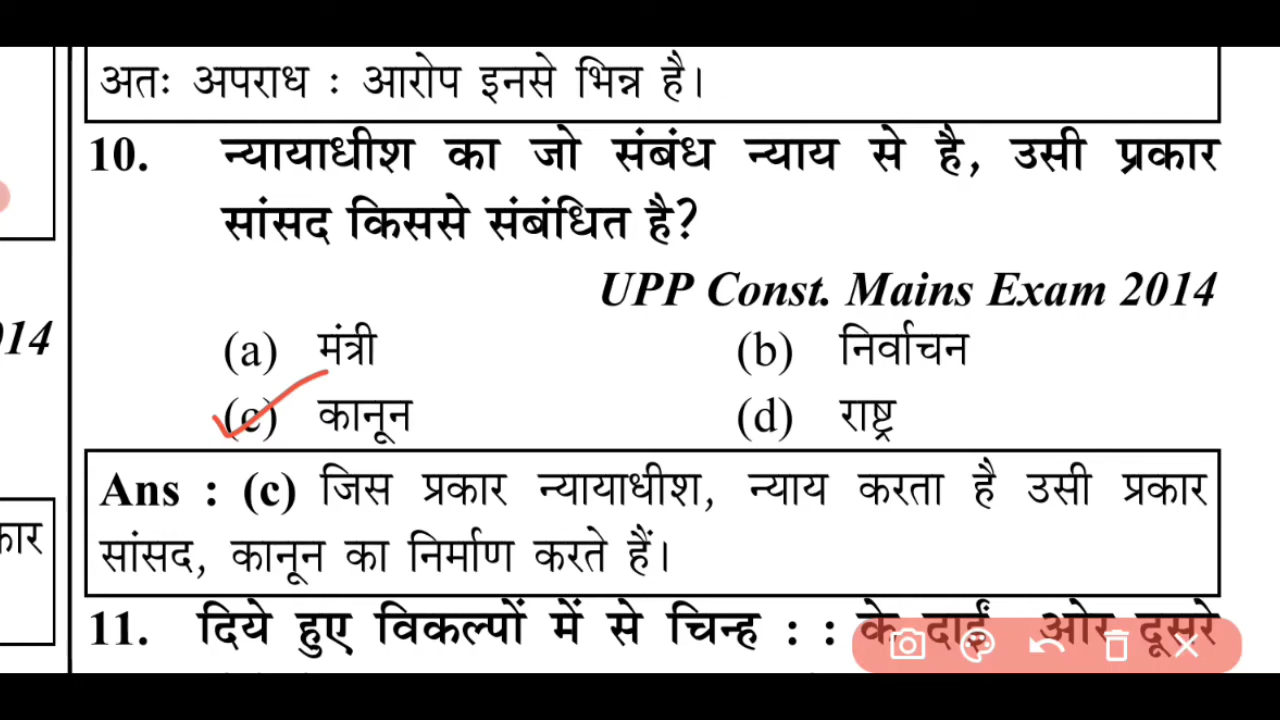 अतः अपराध : आरोप इनसे भिन्न है।
10. न्यायाधीश का जो संबंध न्याय से है, उसी प्रकार
सांसद किससे संबंधित है?
UPP Const. Mains Exam 2014
014
(a) मंत्री (b) निर्वाचन
(c) कानून (d) राष्ट्र
Ans : (c) जिस प्रकार न्यायाधीश, न्याय करता है उसी प्रकार
सांसद, कानून का निर्माण करते हैं।
कार
11. दिये हुए विकल्पों में से चिन्ह : : के दाईं ओर दूसरे